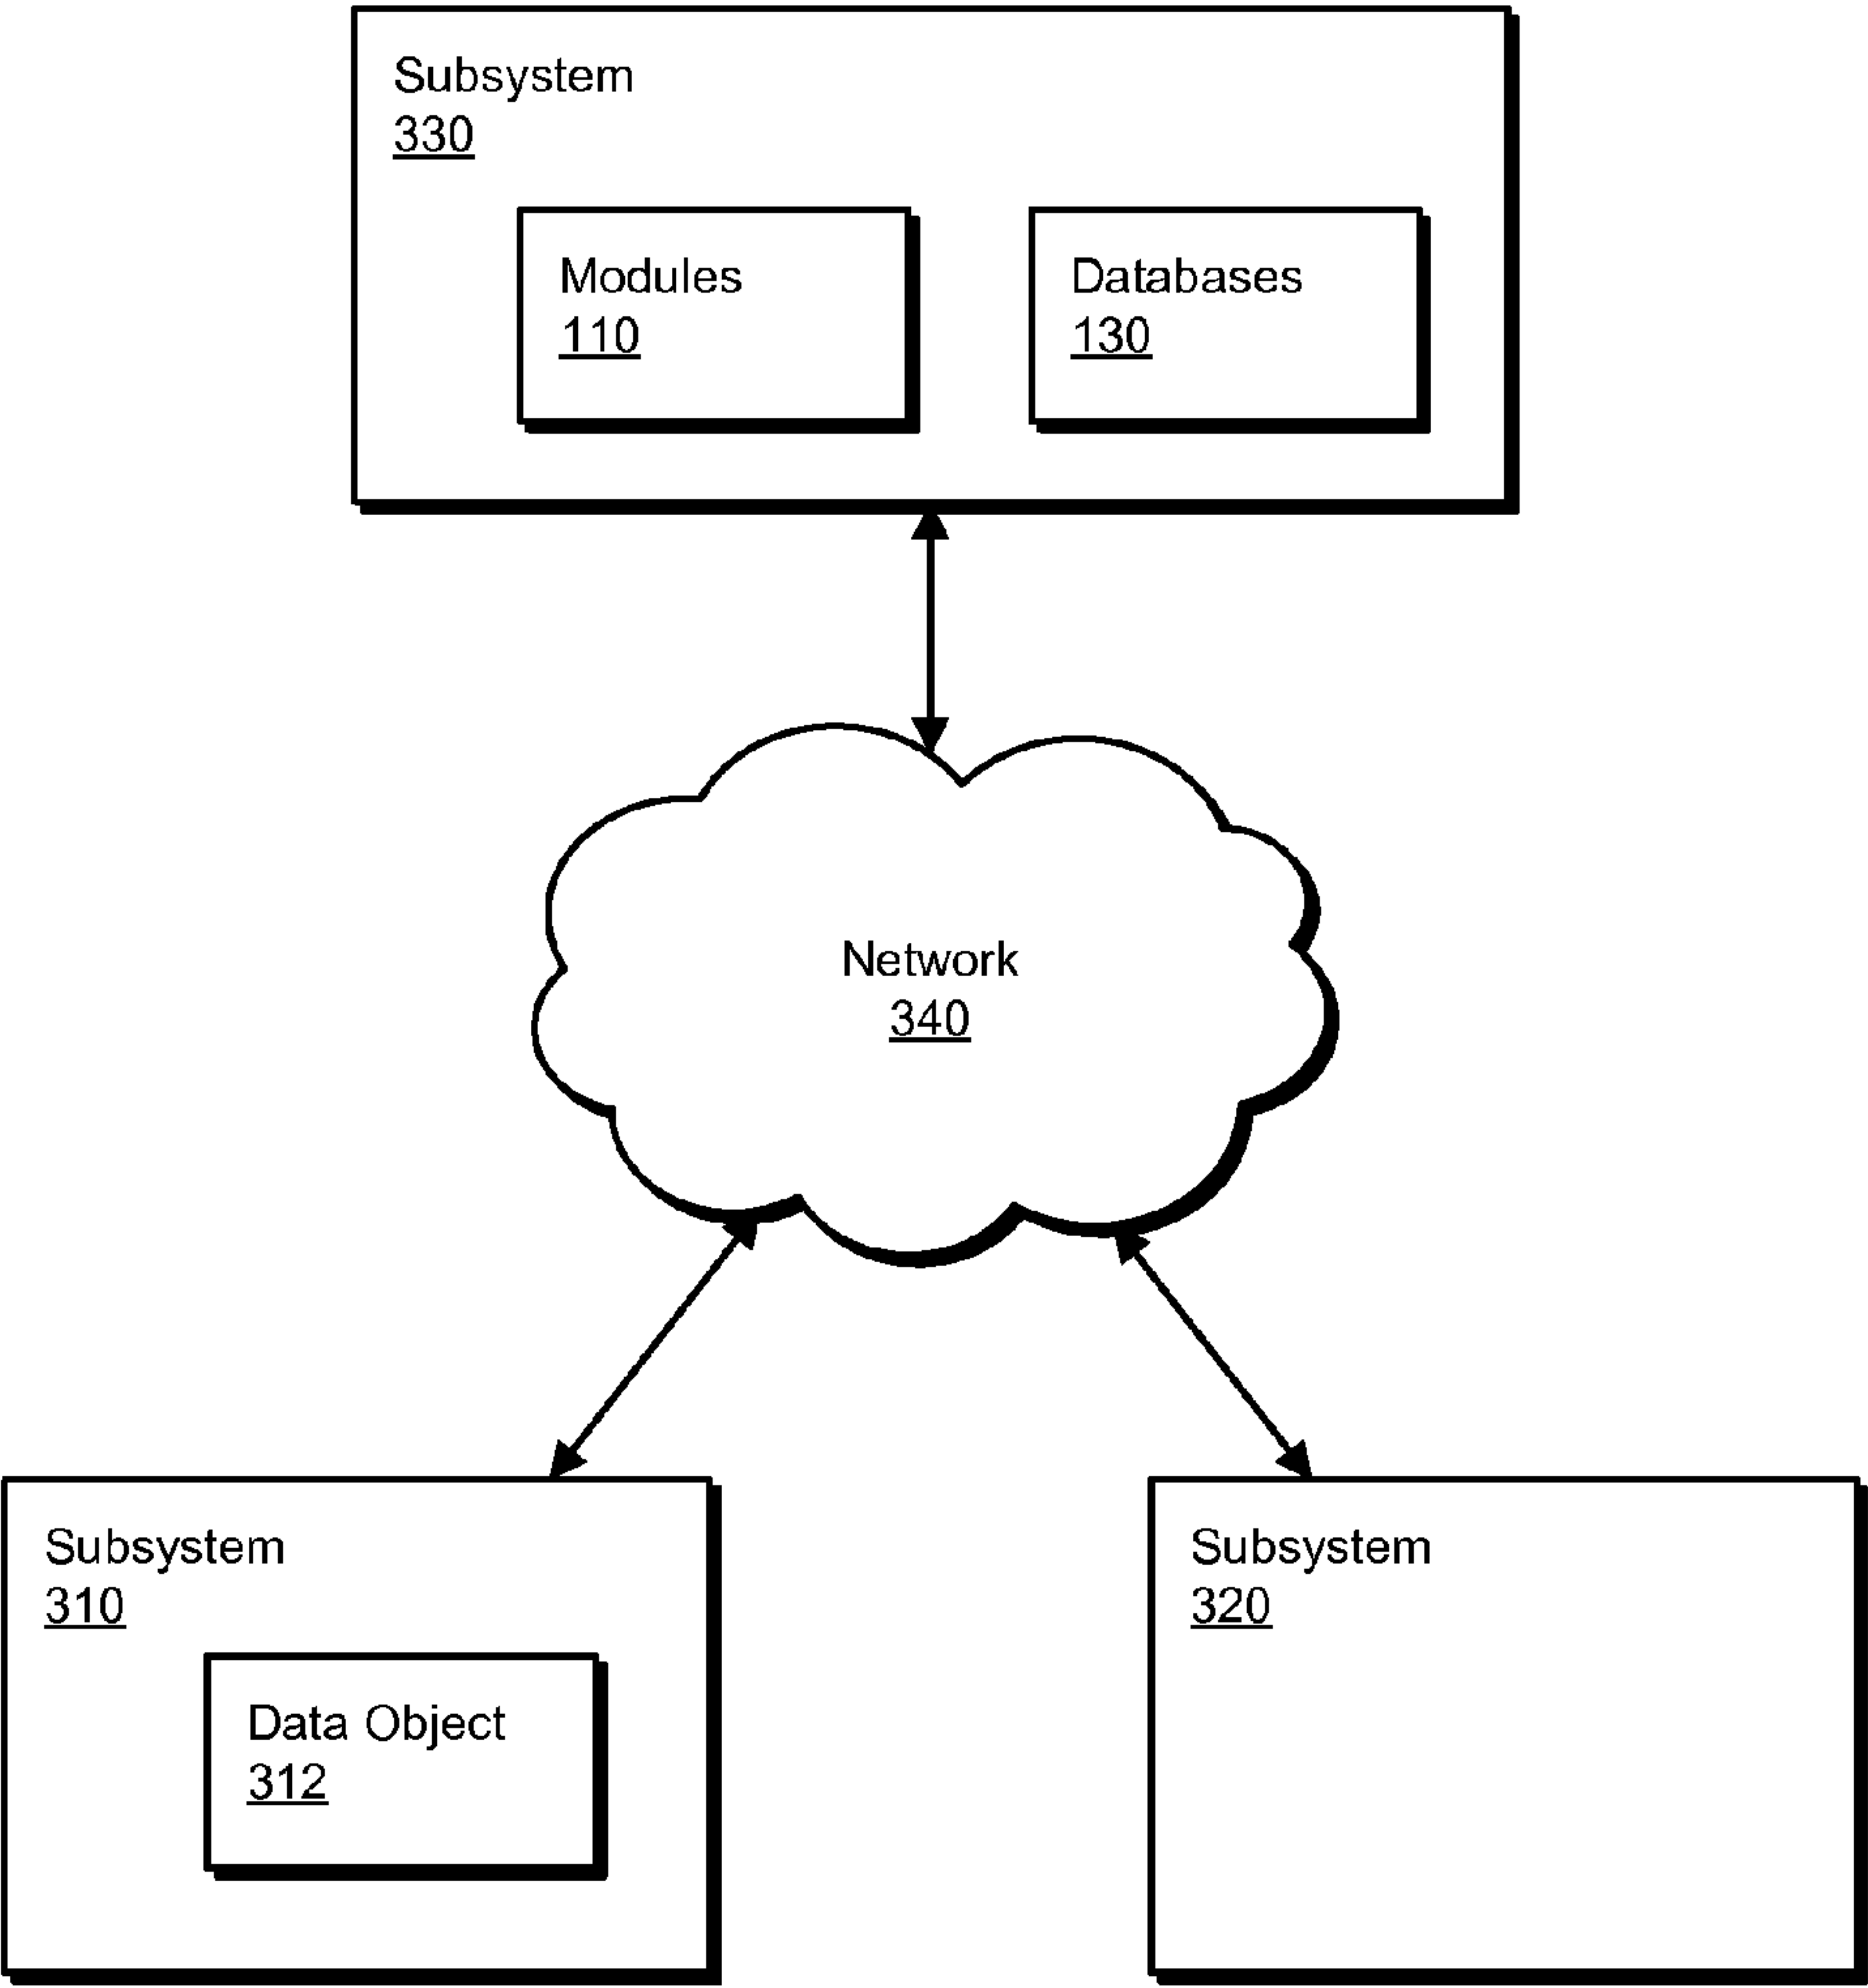 Subsystem
330
Modules
110
Databases
130
Network
340
Subsystem
310
Data Object
312
Subsystem
320